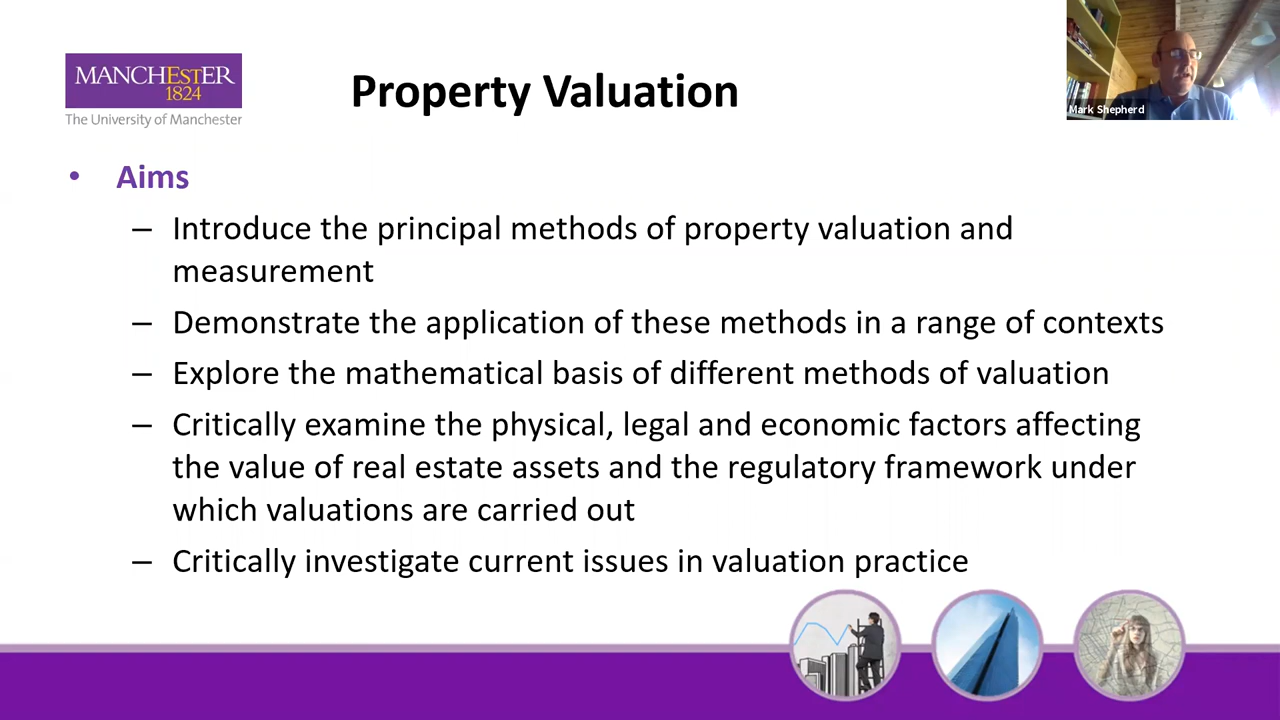 MANCHESTER
1824
The University of Manchester
Property Valuation
Mark Shepherd
• Aims
– Introduce the principal methods of property valuation and
measurement
– Demonstrate the application of these methods in a range of contexts
– Explore the mathematical basis of different methods of valuation
– Critically examine the physical, legal and economic factors affecting
the value of real estate assets and the regulatory framework under
which valuations are carried out
– Critically investigate current issues in valuation practice